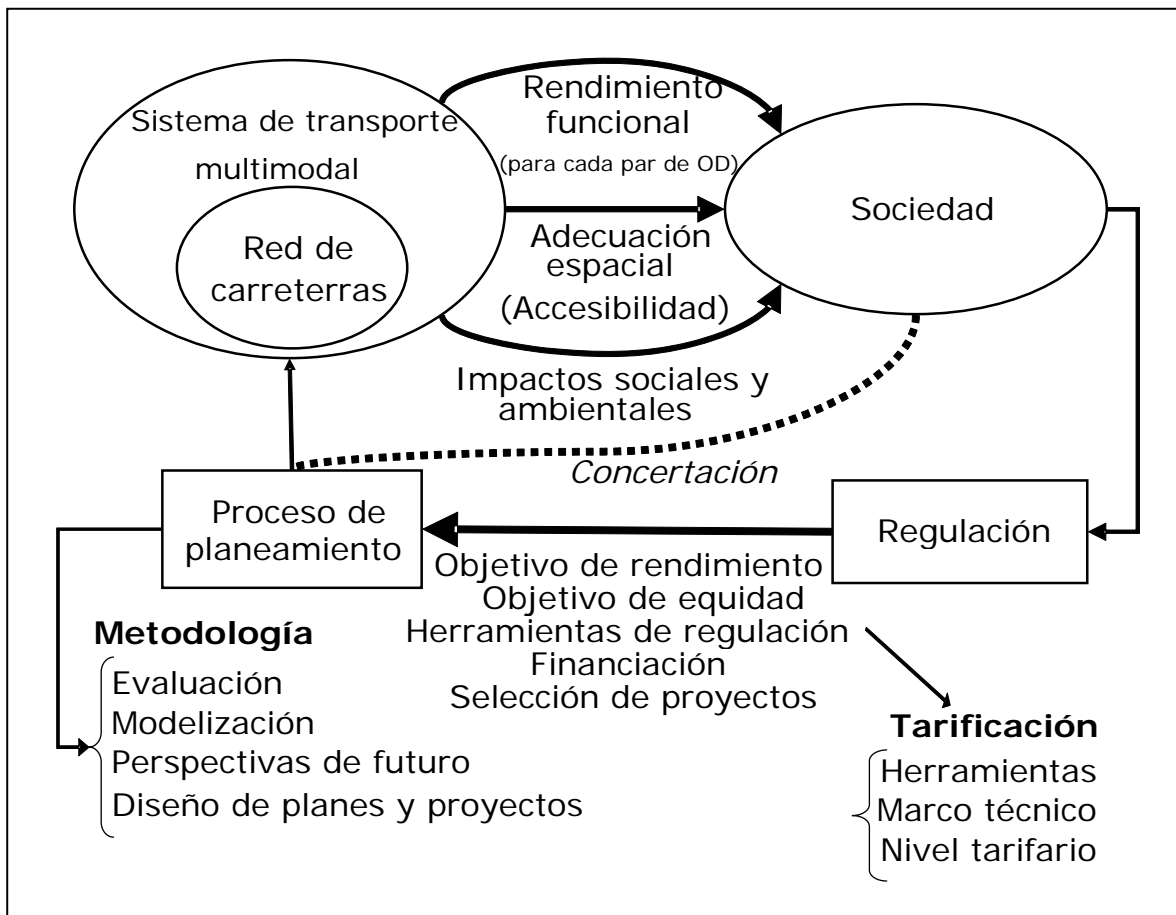 Sistema de transporte
multimodal
Red de
carreterras
Rendimiento
funcional
(para cada par de OD)
Adecuación
espacial
(Accesibilidad)
Impactos sociales y
ambientales
Sociedad
Concertación
Proceso de
planeamiento
Regulación
Objetivo de rendimiento
Objetivo de equidad
Herramientas de regulación
Financiación
Selección de proyectos
Metodología
Evaluación
Modelización
Perspectivas de futuro
Diseño de planes y proyectos
Tarificación
Herramientas
Marco técnico
Nivel tarifario